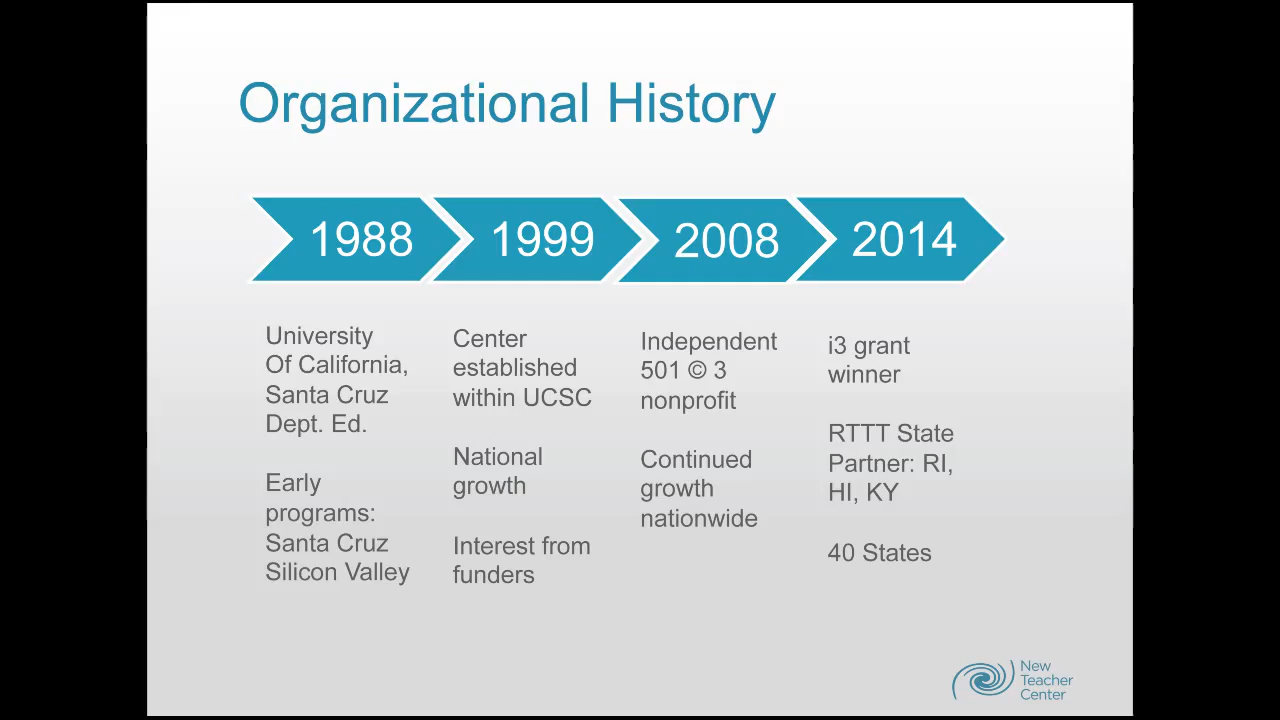 Organizational History
1988
1999
2008
2014
University
Of California,
Santa Cruz
Dept. Ed.
Early
programs:
Santa Cruz
Silicon Valley
Center
established
within UCSC
National
growth
Interest from
funders
Independent
501 © 3
nonprofit
Continued
growth
nationwide
i3 grant
winner
RTTT State
Partner: RI,
HI, KY
40 States
New
Teacher
Center